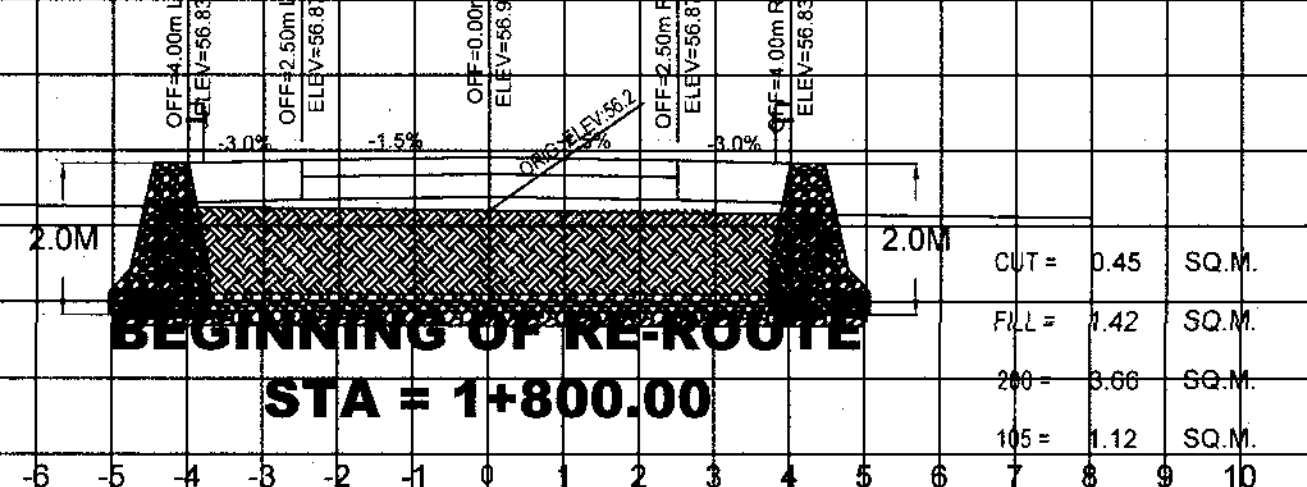 OFF=4.00m L
ELEV=56.83
OFF=2.50m L
ELEV=56.87
OFF=0.00m
ELEV=56.9
OFF=2.50m R
ELEV=56.87
OFF=4.00m R
ELEV=56.83
-3.0%
-1.5%
ORIG. ELEV:56.2
-3.0%
2.0M
2.0M
CUT = 0.45 SQ.M.
FILL = 1.42 SQ.M.
200 = 3.66 SQ.M.
105 = 1.12 SQ.M.
BEGINNING OF RE-ROUTE
STA = 1+800.00
-6 -5 -4 -3 -2 -1 0 1 2 3 4 5 6 7 8 9 10